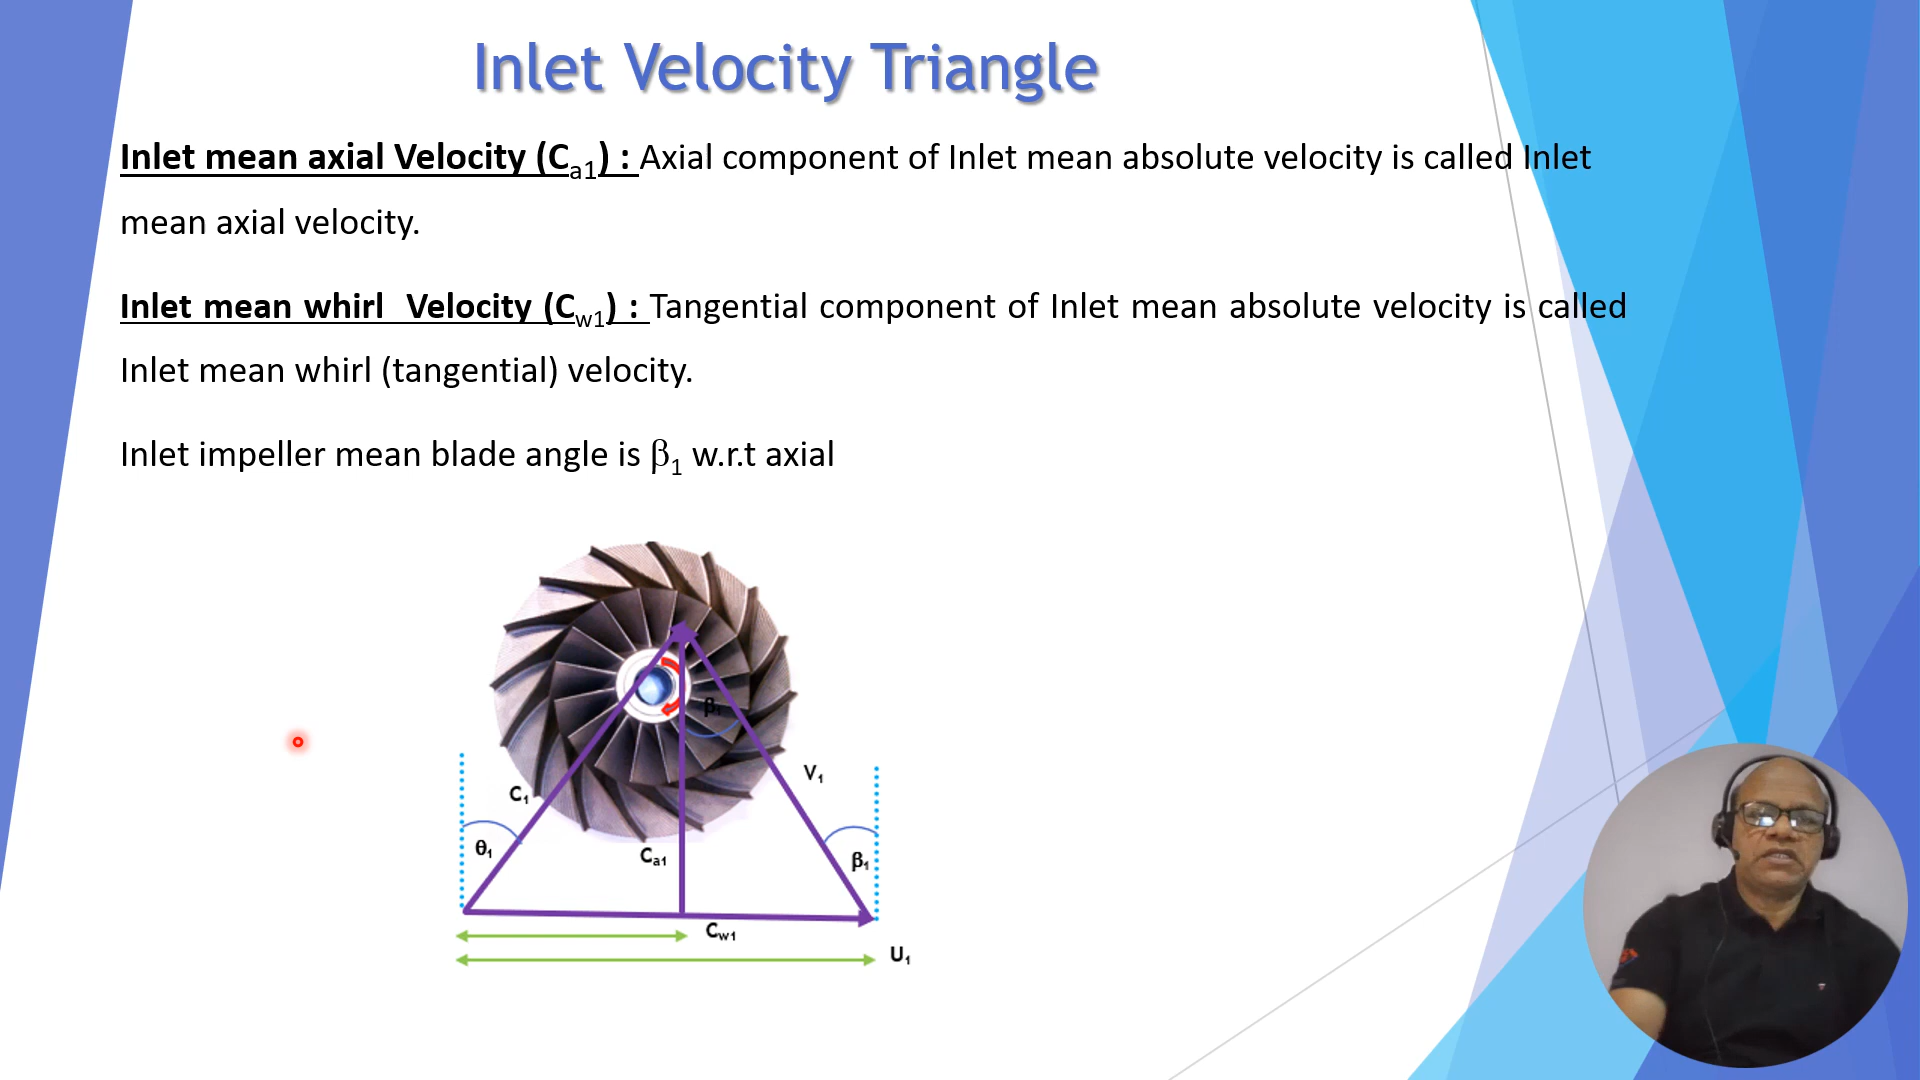 Inlet Velocity Triangle
Inlet mean axial Velocity (Ca1) : Axial component of Inlet mean absolute velocity is called Inlet
mean axial velocity.
Inlet mean whirl Velocity (Cw1) : Tangential component of Inlet mean absolute velocity is called
Inlet mean whirl (tangential) velocity.
Inlet impeller mean blade angle is β1 w.r.t axial
β1
V1
C1
θ1
Ca1
β1
Cw1
U1